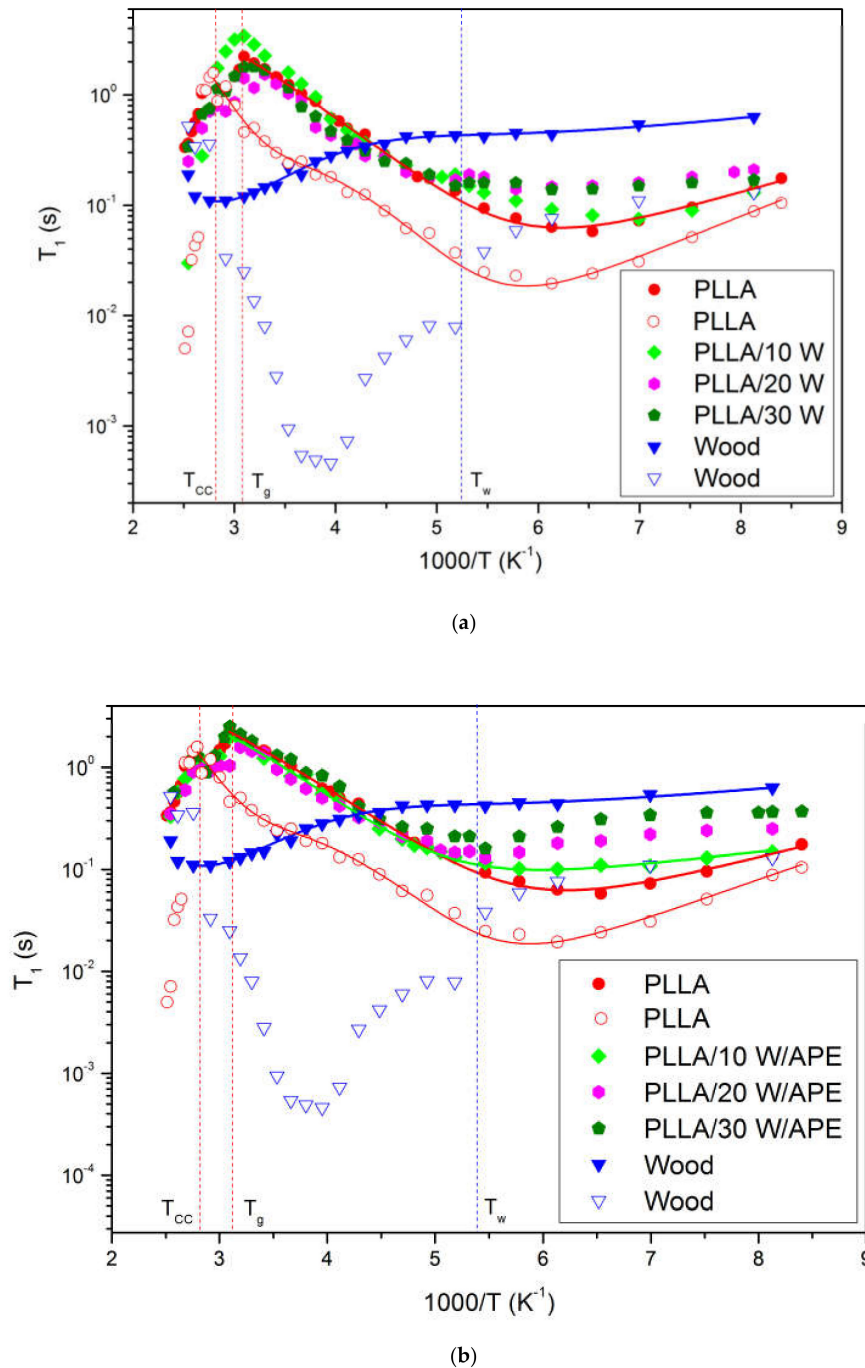 10⁰
10⁻¹
10⁻²
10⁻³
T₁ (s)
PLLA
PLLA
PLLA/10 W
PLLA/20 W
PLLA/30 W
Wood
Wood
T_CC T_g T_w
2 3 4 5 6 7 8 9
1000/T (K⁻¹)
(a)
10⁰
10⁻¹
10⁻²
10⁻³
10⁻⁴
T₁ (s)
PLLA
PLLA
PLLA/10 W/APE
PLLA/20 W/APE
PLLA/30 W/APE
Wood
Wood
T_CC T_g T_w
2 3 4 5 6 7 8 9
1000/T (K⁻¹)
(b)